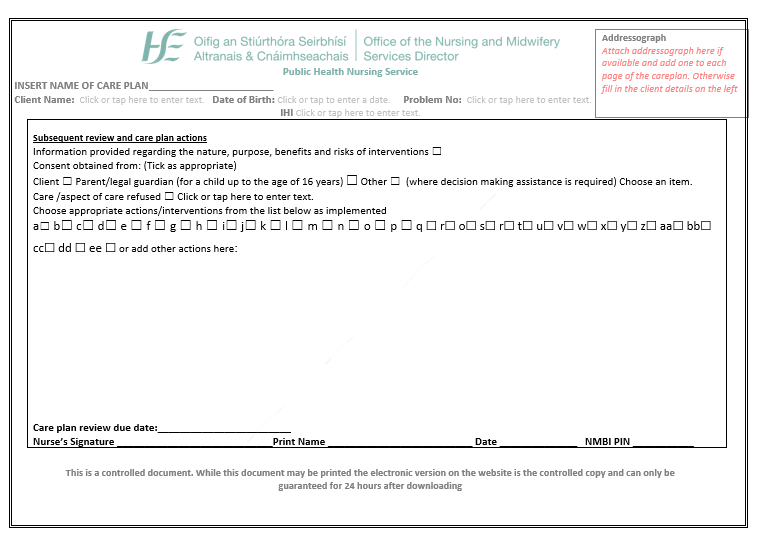 HSE
Oifig an Stiúrthóra Seirbhísí
Altranais & Cnáimhseachais
Office of the Nursing and Midwifery
Services Director
Public Health Nursing Service
Addressograph
Attach addressograph here if
available and add one to each
page of the careplan. Otherwise
fill in the client details on the left
INSERT NAME OF CARE PLAN______________________
Client Name: Click or tap here to enter text. Date of Birth: Click or tap to enter a date. Problem No: Click or tap here to enter text.
IHI Click or tap here to enter text.
Subsequent review and care plan actions
Information provided regarding the nature, purpose, benefits and risks of interventions ☐
Consent obtained from: (Tick as appropriate)
Client ☐ Parent/legal guardian (for a child up to the age of 16 years) ☐ Other ☐ (where decision making assistance is required) Choose an item.
Care /aspect of care refused ☐ Click or tap here to enter text.
Choose appropriate actions/interventions from the list below as implemented
a☐ b☐ c☐ d☐ e ☐ f ☐ g ☐ h ☐ i☐ j☐ k ☐ l ☐ m ☐ n ☐ o ☐ p ☐ q ☐ r☐ o☐ s☐ r☐ t☐ u☐ v☐ w☐ x☐ y☐ z☐ aa☐ bb☐
cc☐ dd ☐ ee ☐ or add other actions here:
Care plan review due date:________________________
Nurse's Signature ____________________________Print Name __________________________ Date ______________ NMBI PIN ___________
This is a controlled document. While this document may be printed the electronic version on the website is the controlled copy and can only be
guaranteed for 24 hours after downloading